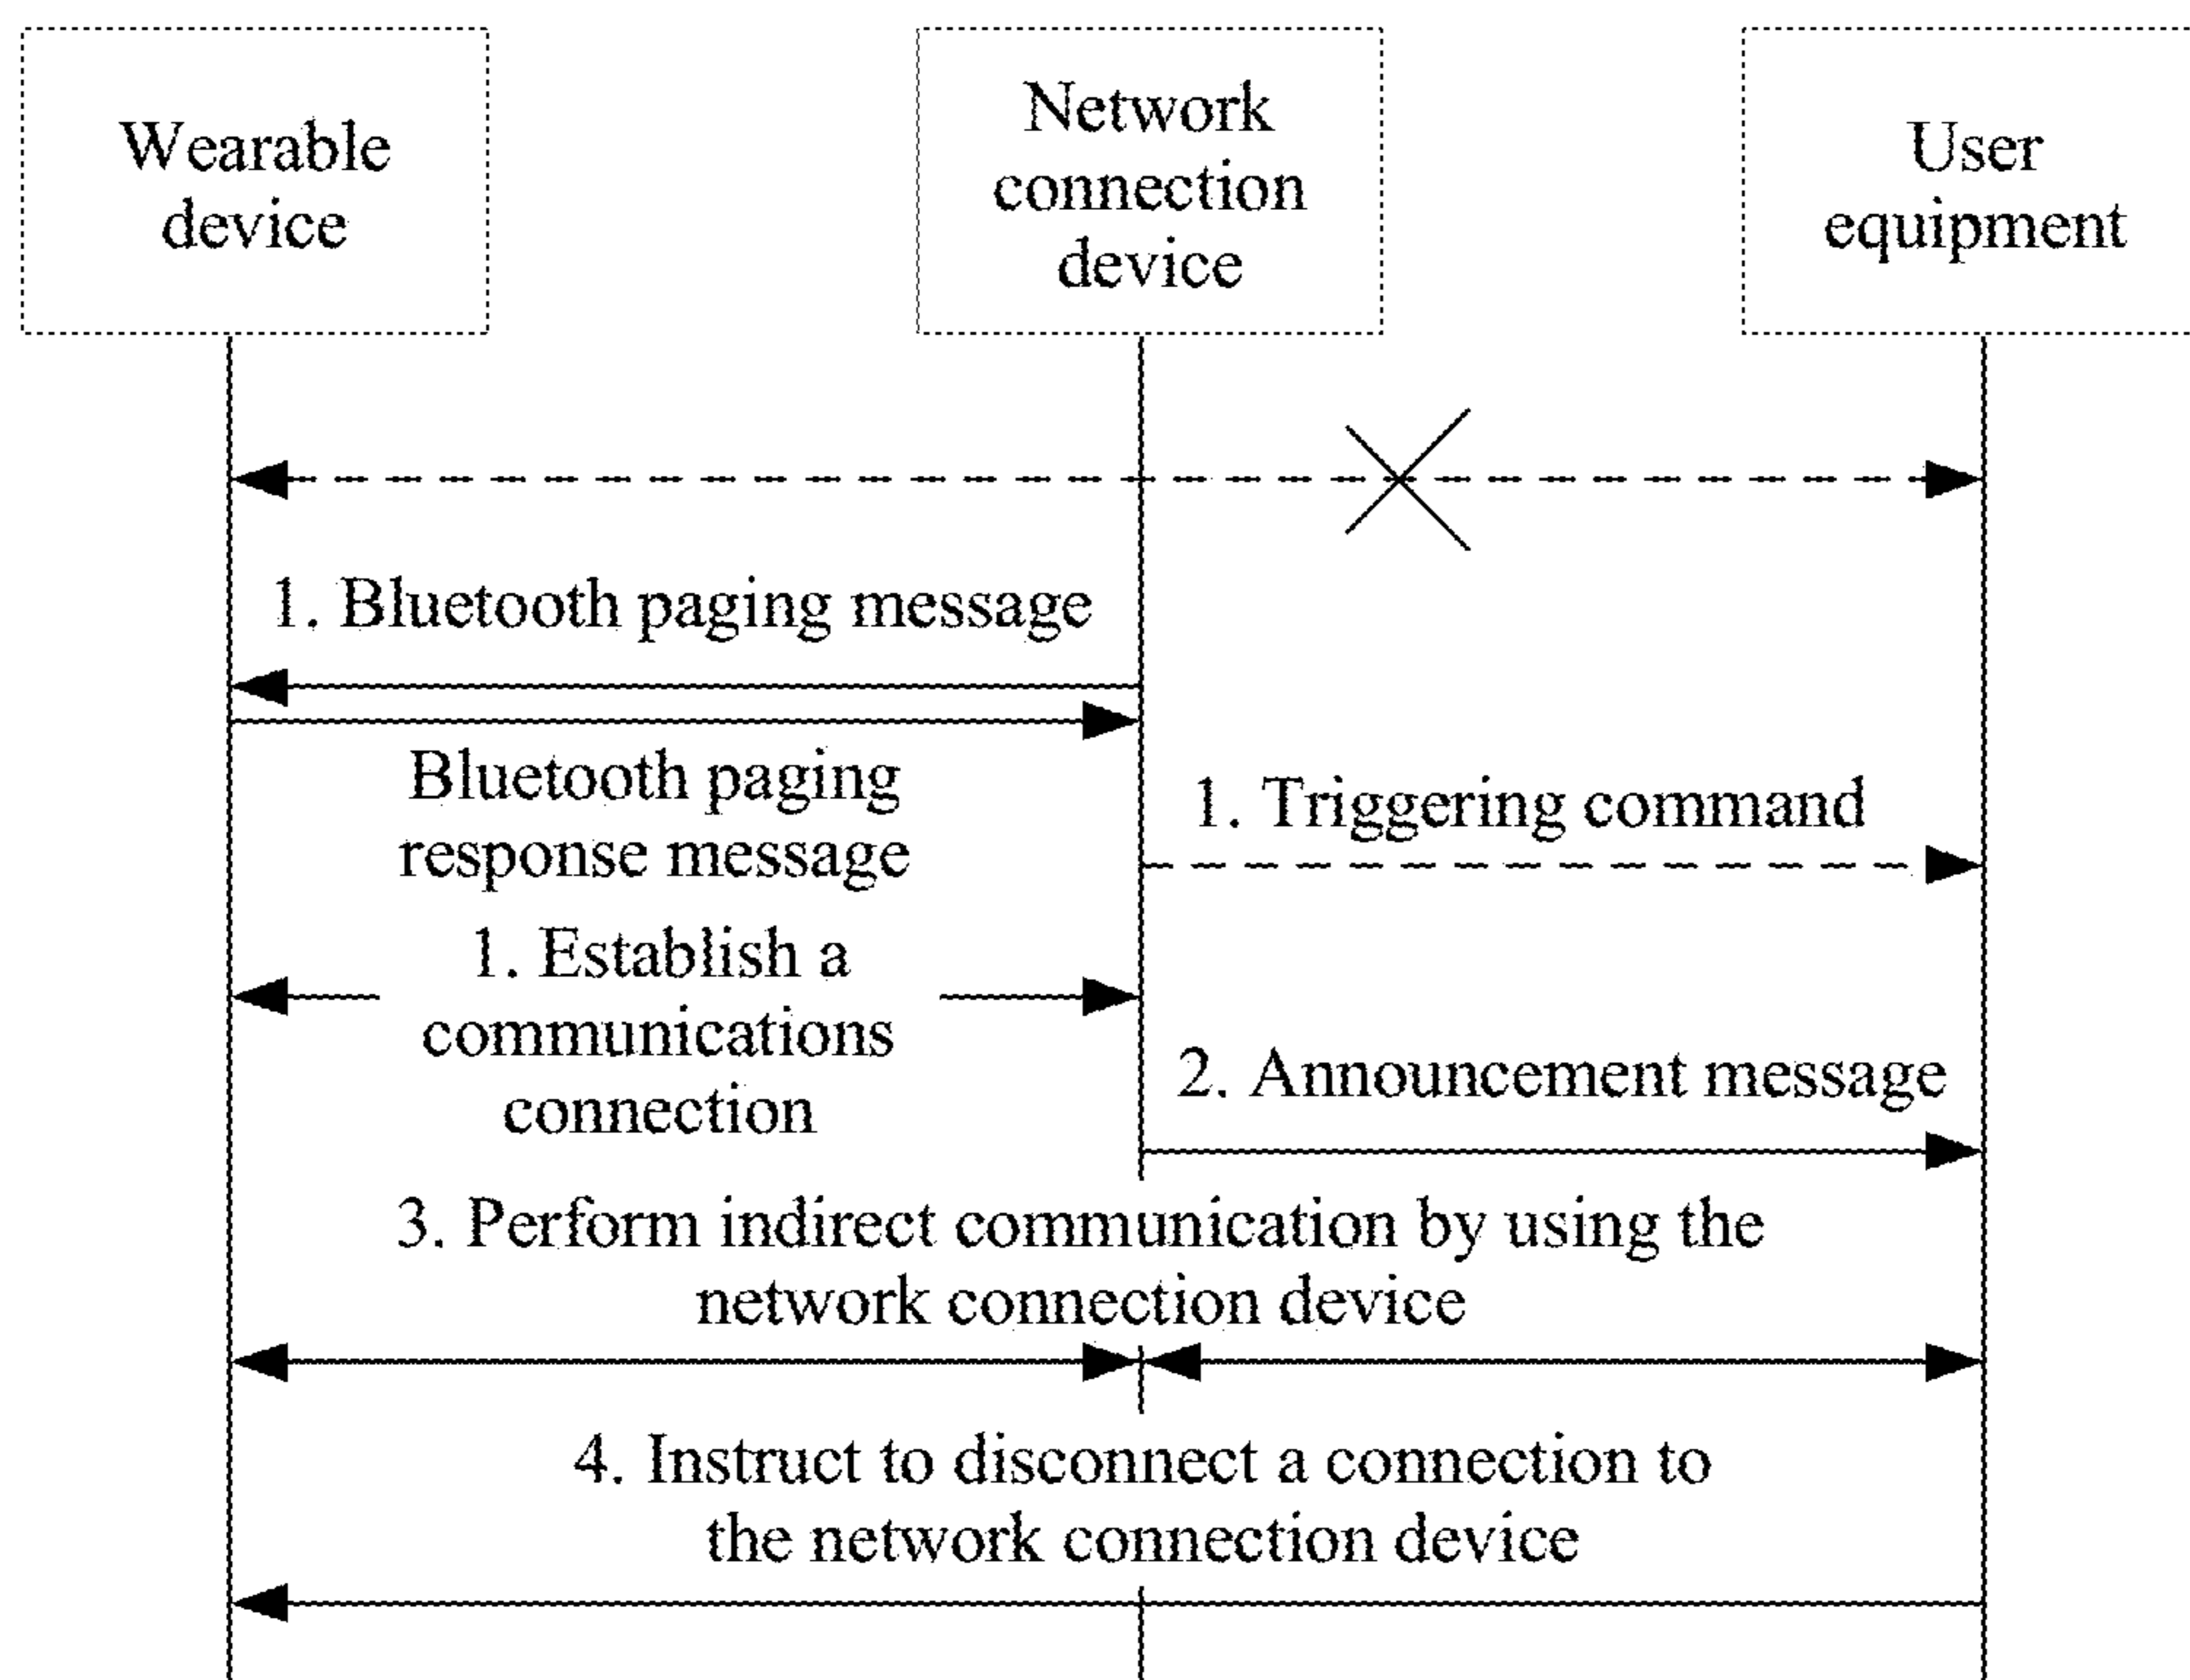 Wearable
device
Network
connection
device
User
equipment
1. Bluetooth paging message
Bluetooth paging
response message
1. Triggering command
1. Establish a
communications
connection
2. Announcement message
3. Perform indirect communication by using the
network connection device
4. Instruct to disconnect a connection to
the network connection device